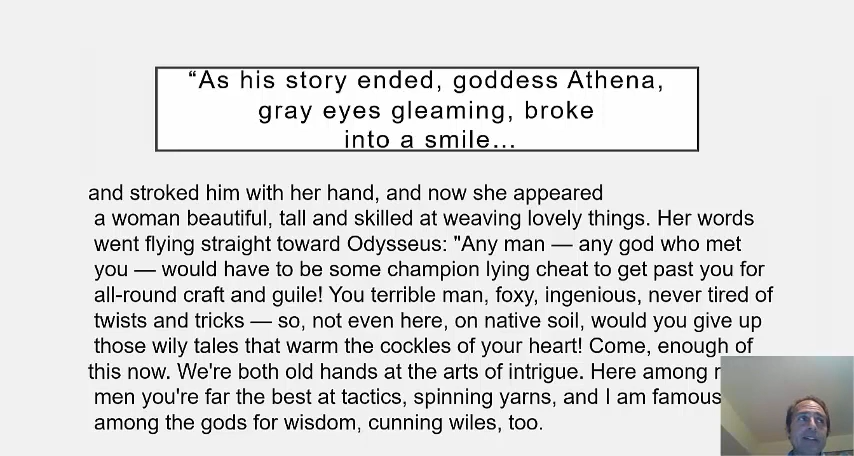 “As his story ended, goddess Athena,
gray eyes gleaming, broke
into a smile...
and stroked him with her hand, and now she appeared
a woman beautiful, tall and skilled at weaving lovely things. Her words
went flying straight toward Odysseus: "Any man — any god who met
you — would have to be some champion lying cheat to get past you for
all-round craft and guile! You terrible man, foxy, ingenious, never tired of
twists and tricks — so, not even here, on native soil, would you give up
those wily tales that warm the cockles of your heart! Come, enough of
this now. We're both old hands at the arts of intrigue. Here among
men you're far the best at tactics, spinning yarns, and I am famous
among the gods for wisdom, cunning wiles, too.